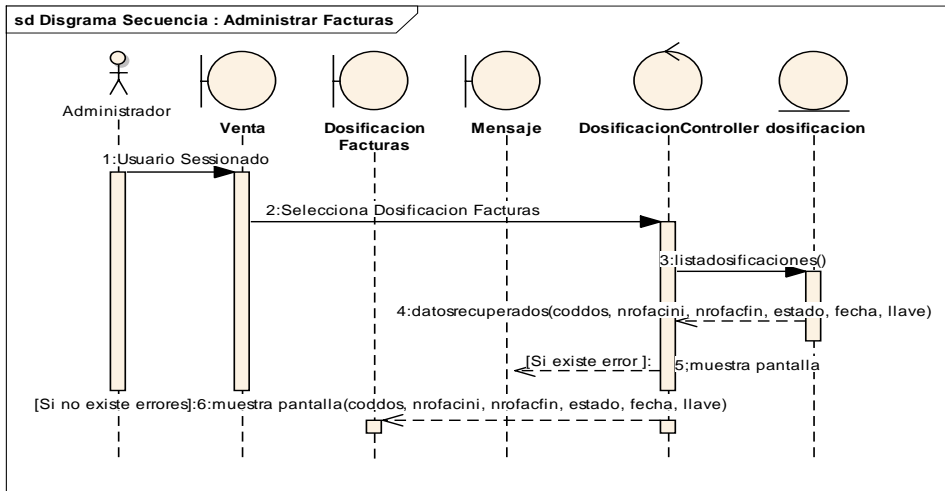 sd Disgrama Secuencia : Administrar Facturas
Administrador
Venta
Dosificacion
Facturas
Mensaje
DosificacionController
dosificacion
1:Usuario Sessionado
2:Selecciona Dosificacion Facturas
3:listadosificaciones()
4:datosrecuperados(coddos, nrofacini, nrofacfin, estado, fecha, llave)
[Si existe error ]:
5;muestra pantalla
[Si no existe errores]:6:muestra pantalla(coddos, nrofacini, nrofacfin, estado, fecha, llave)